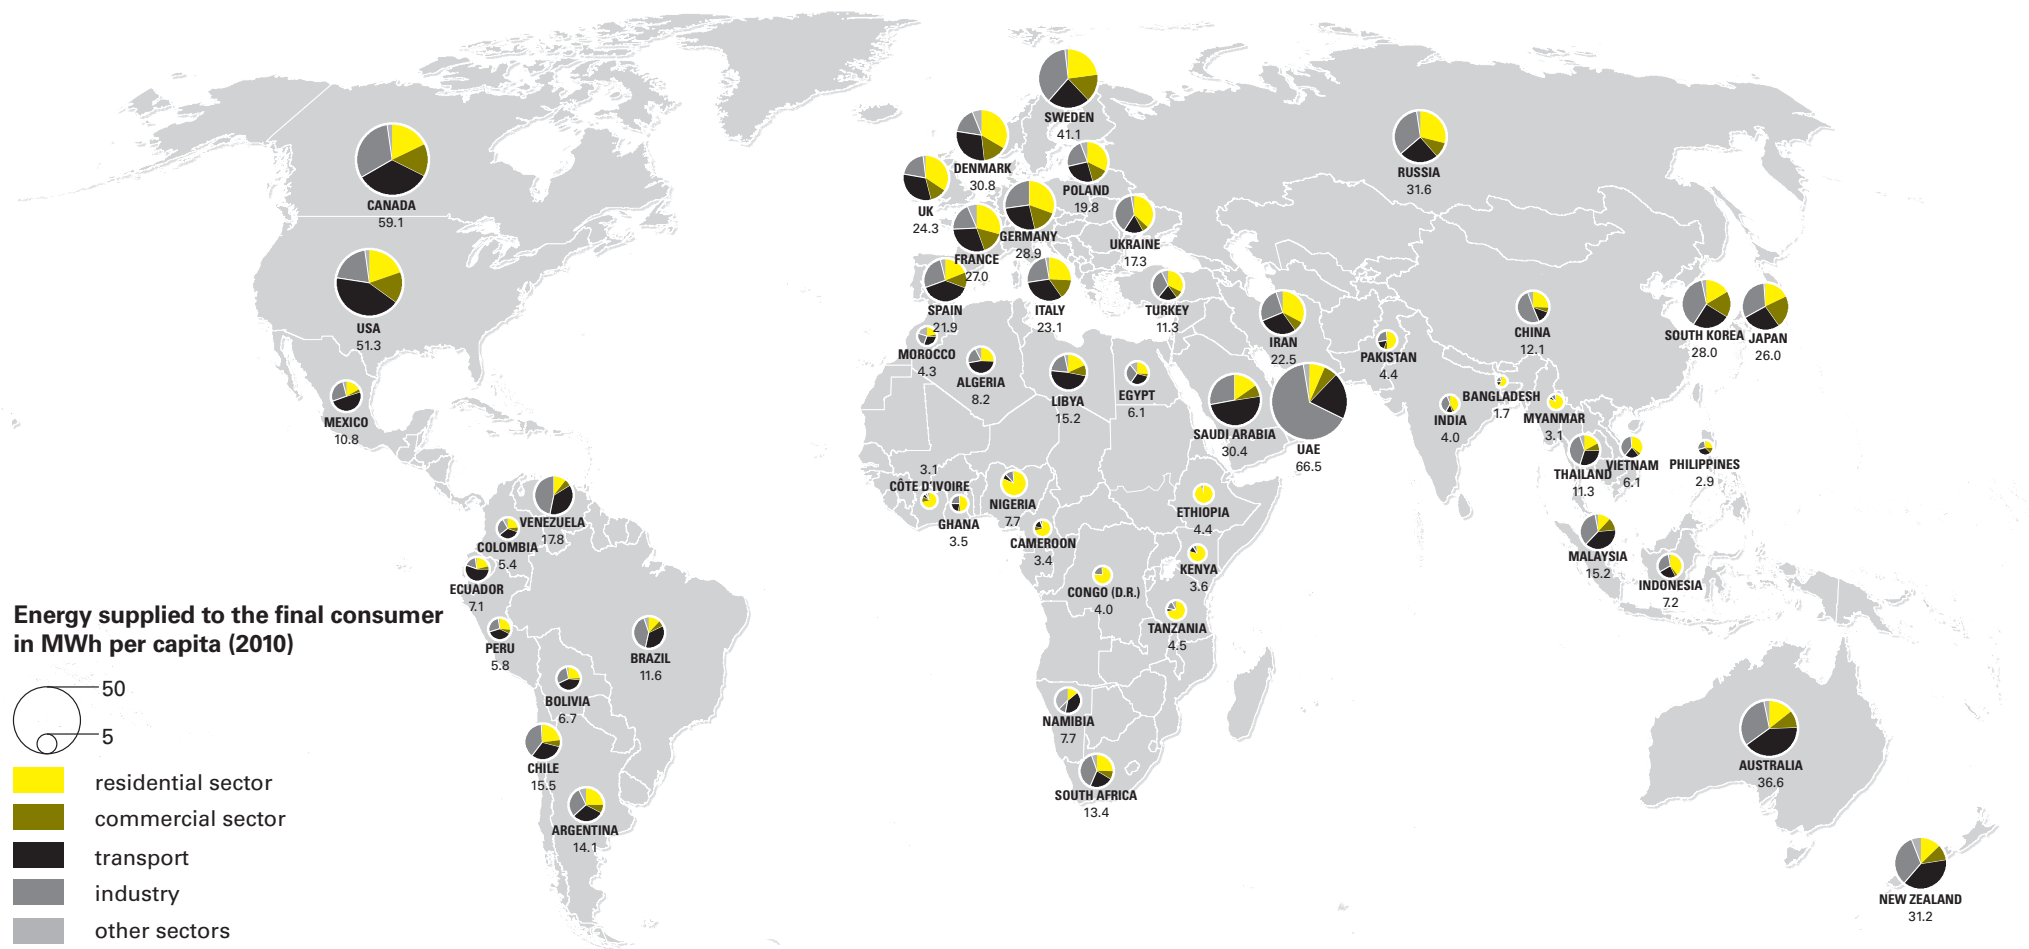 SWEDEN
41.1
DENMARK
30.8
UK
24.3
POLAND
19.8
GERMANY
28.9
FRANCE
27.0
UKRAINE
17.3
SPAIN
21.9
ITALY
23.1
TURKEY
11.3
RUSSIA
31.6
CANADA
59.1
USA
51.3
MEXICO
10.8
MOROCCO
4.3
ALGERIA
8.2
LIBYA
15.2
EGYPT
6.1
IRAN
22.5
SAUDI ARABIA
30.4
UAE
66.5
PAKISTAN
4.4
INDIA
4.0
BANGLADESH
1.7
MYANMAR
3.1
CHINA
12.1
SOUTH KOREA
28.0
JAPAN
26.0
THAILAND
11.3
VIETNAM
6.1
PHILIPPINES
2.9
MALAYSIA
15.2
INDONESIA
7.2
3.1
CÔTE D'IVOIRE
GHANA
3.5
NIGERIA
7.7
CAMEROON
3.4
ETHIOPIA
4.4
KENYA
3.6
CONGO (D.R.)
4.0
TANZANIA
4.5
NAMIBIA
7.7
SOUTH AFRICA
13.4
VENEZUELA
17.8
COLOMBIA
5.4
ECUADOR
7.1
PERU
5.8
BRAZIL
11.6
BOLIVIA
6.7
CHILE
15.5
ARGENTINA
14.1
AUSTRALIA
36.6
NEW ZEALAND
31.2
Energy supplied to the final consumer
in MWh per capita (2010)
50
5
residential sector
commercial sector
transport
industry
other sectors